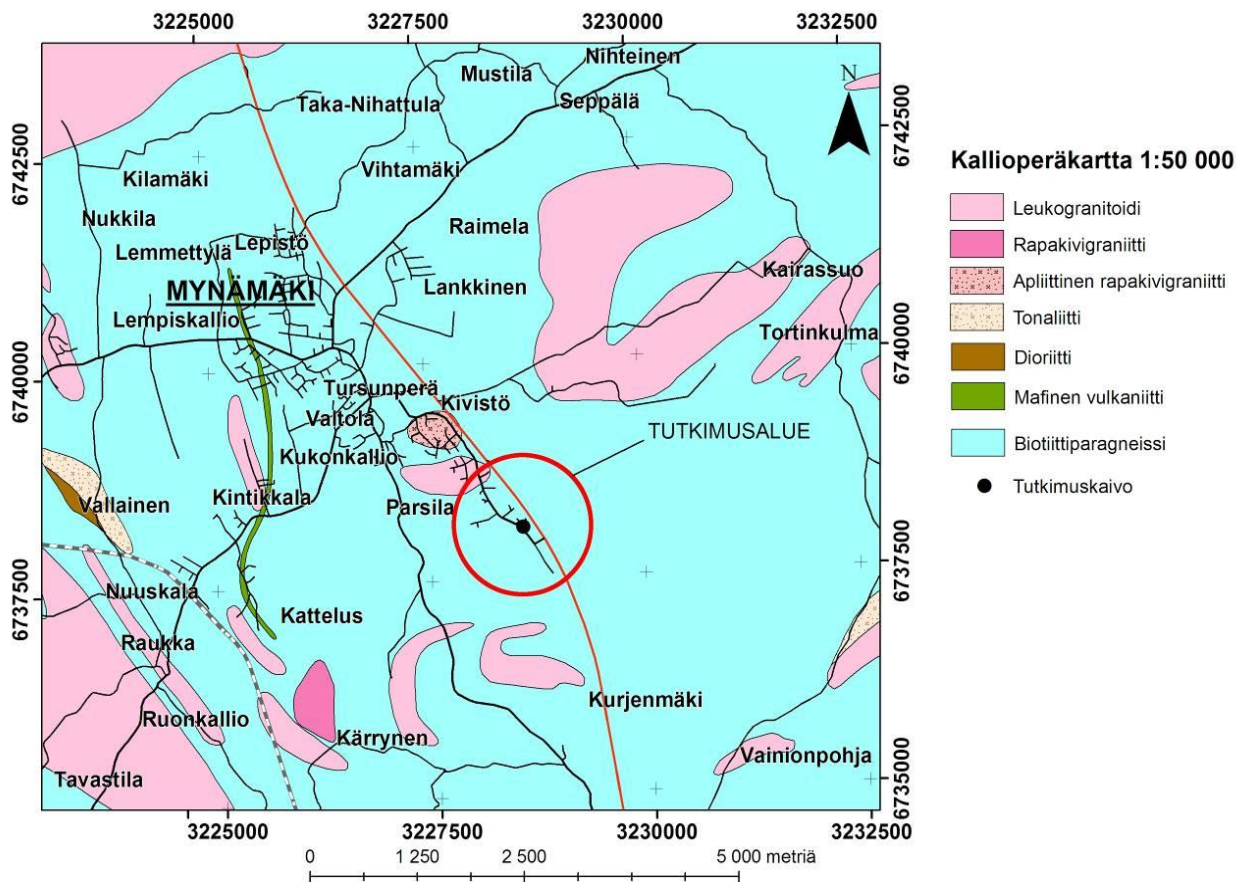 3225000 3227500 3230000 3232500
Nihteinen
Mustila
N
Seppälä
Taka-Nihattula
6742500
6742500
Vihtamäki
Kilamäki
Nukkila
Raimela
Lepistö
Lemmettylä
Kairassuo
MYNÄMÄKI
Lankkinen
Lempiskallio
Tortinkulma
6740000
6740000
Tursunperä
Kivistö
Valtola
TUTKIMUSALUE
Kukonkallio
Vallainen
Kintikkala
Parsila
6737500
6737500
Nuuskala
Kattelus
Raukka
Kurjenmäki
Ruonkallio
Kärrynen
Vainionpohja
6735000
Tavastila
3225000 3227500 3230000 3232500
0 1 250 2 500 5 000 metriä
Kallioperäkartta 1:50 000
Leukogranitoidi
Rapakivigraniitti
Apliittinen rapakivigraniitti
Tonaliitti
Dioriitti
Mafinen vulkaniitti
Biotiittiparagneissi
Tutkimuskaivo